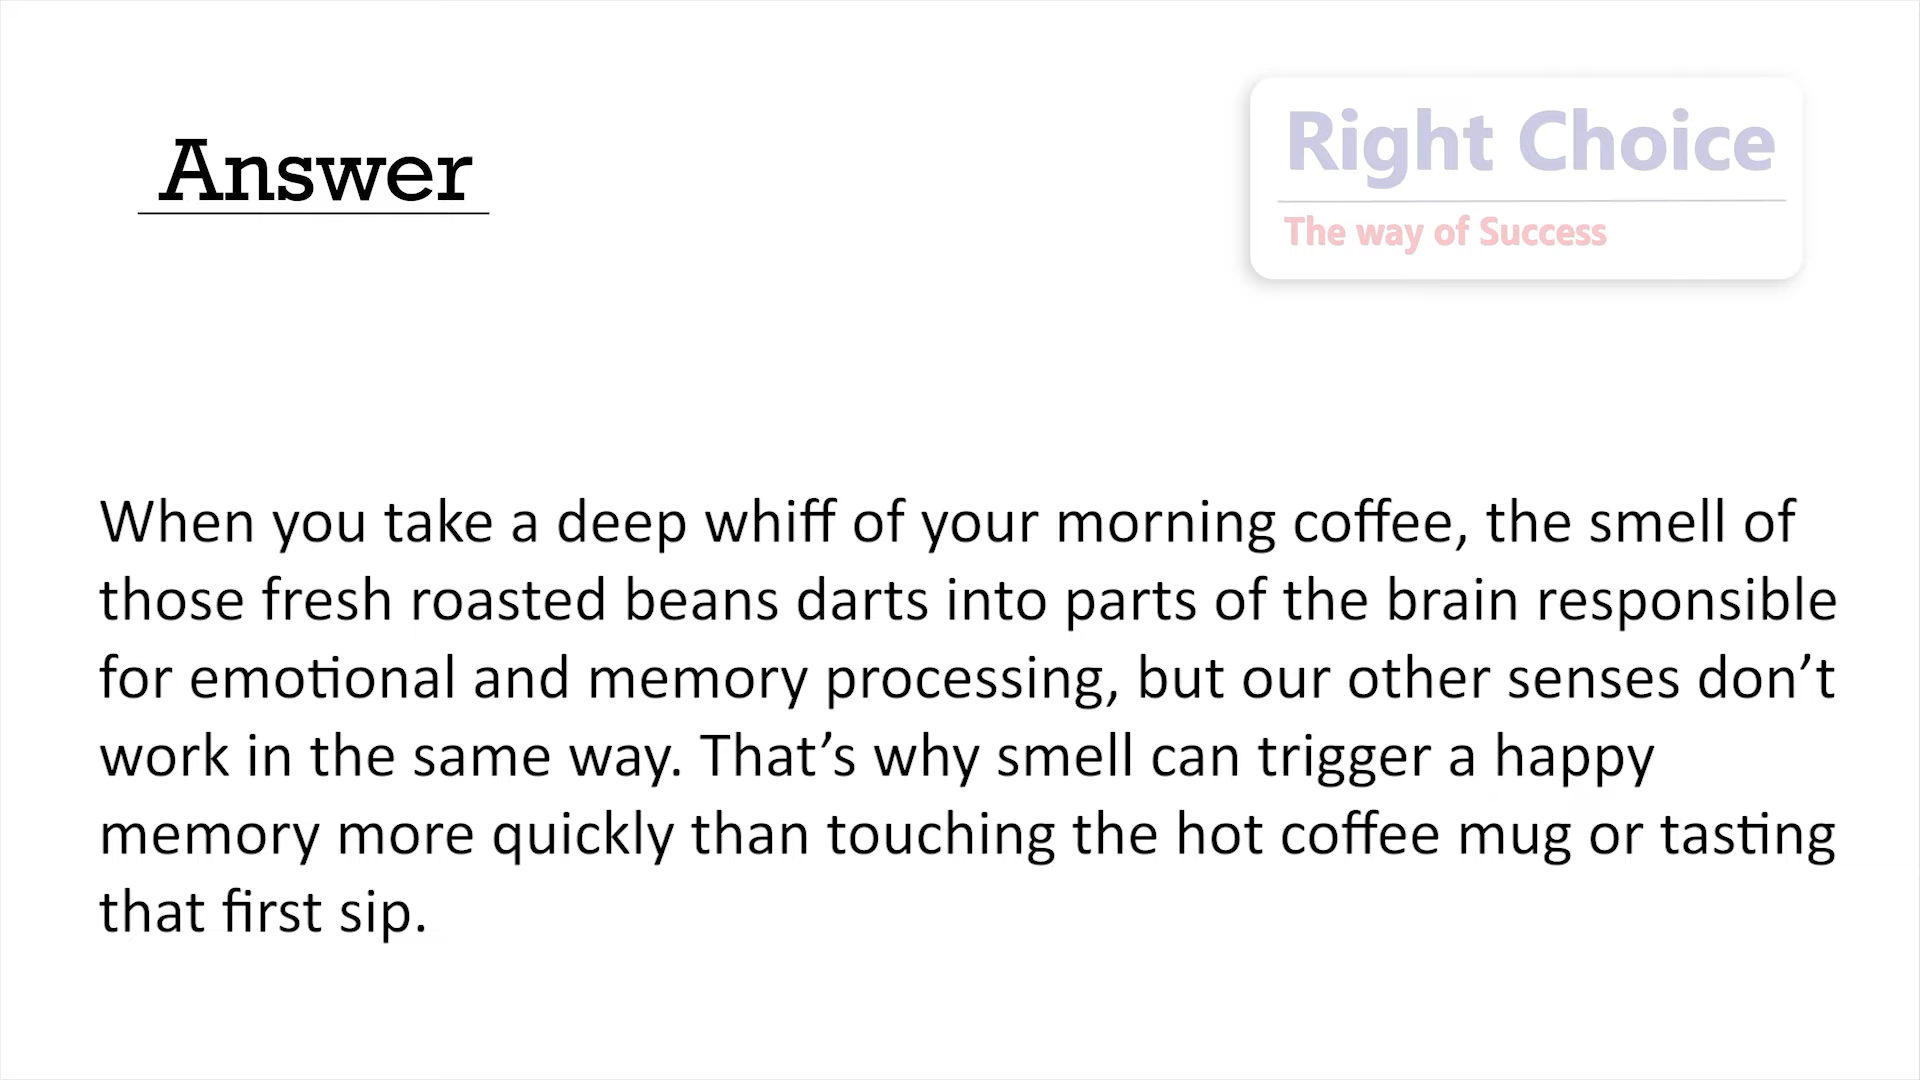 Answer
Right Choice
The way of Success
When you take a deep whiff of your morning coffee, the smell of
those fresh roasted beans darts into parts of the brain responsible
for emotional and memory processing, but our other senses don’t
work in the same way. That’s why smell can trigger a happy
memory more quickly than touching the hot coffee mug or tasting
that first sip.